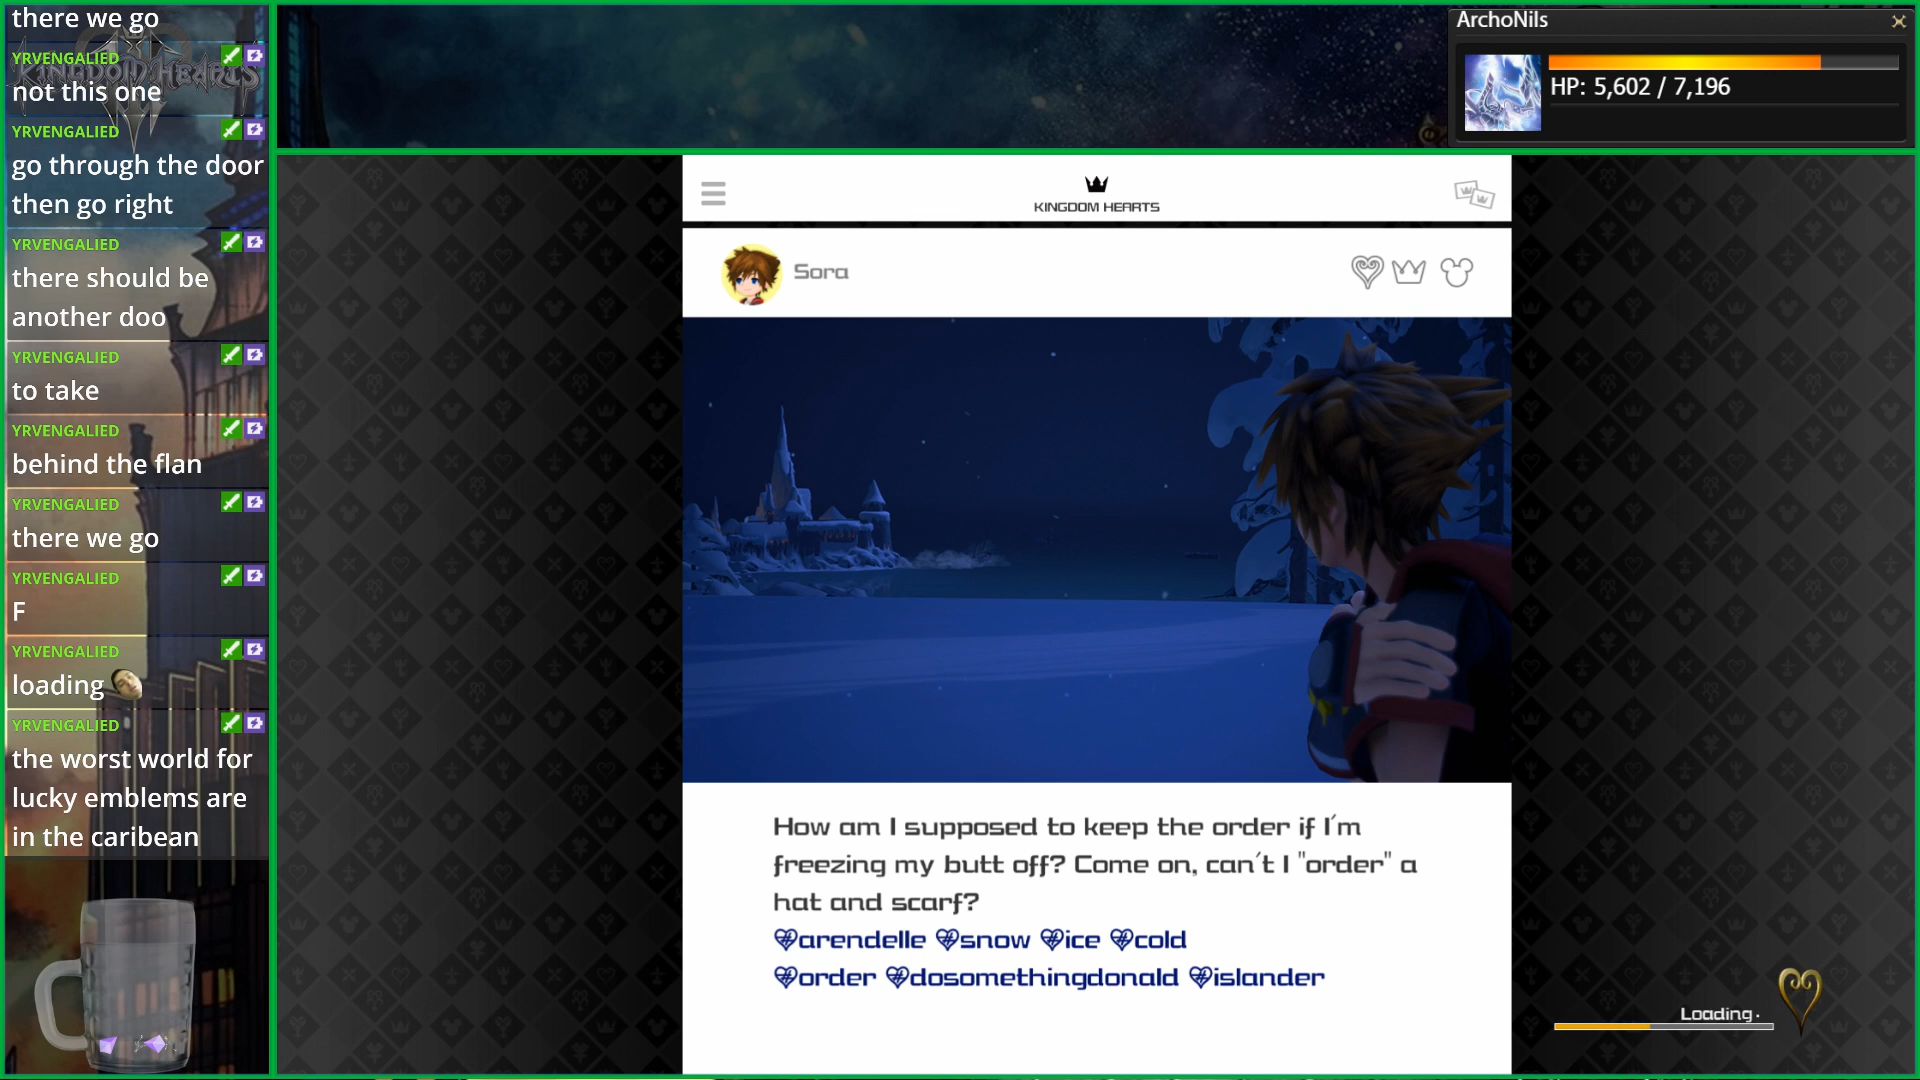 there we go
YRVENGALIED
KINGDOM HEARTS
III
not this one
YRVENGALIED
go through the door
then go right
YRVENGALIED
there should be
another doo
YRVENGALIED
to take
YRVENGALIED
behind the flan
YRVENGALIED
there we go
YRVENGALIED
F
YRVENGALIED
loading
YRVENGALIED
the worst world for
lucky emblems are
in the caribean
ArchoNils
HP: 5,602 / 7,196
KINGDOM HEARTS
Sora
How am I supposed to keep the order if I'm
freezing my butt off? Come on, can't I "order" a
hat and scarf?
#arendelle #snow #ice #cold
#order #dosomethingdonald #islander
Loading.